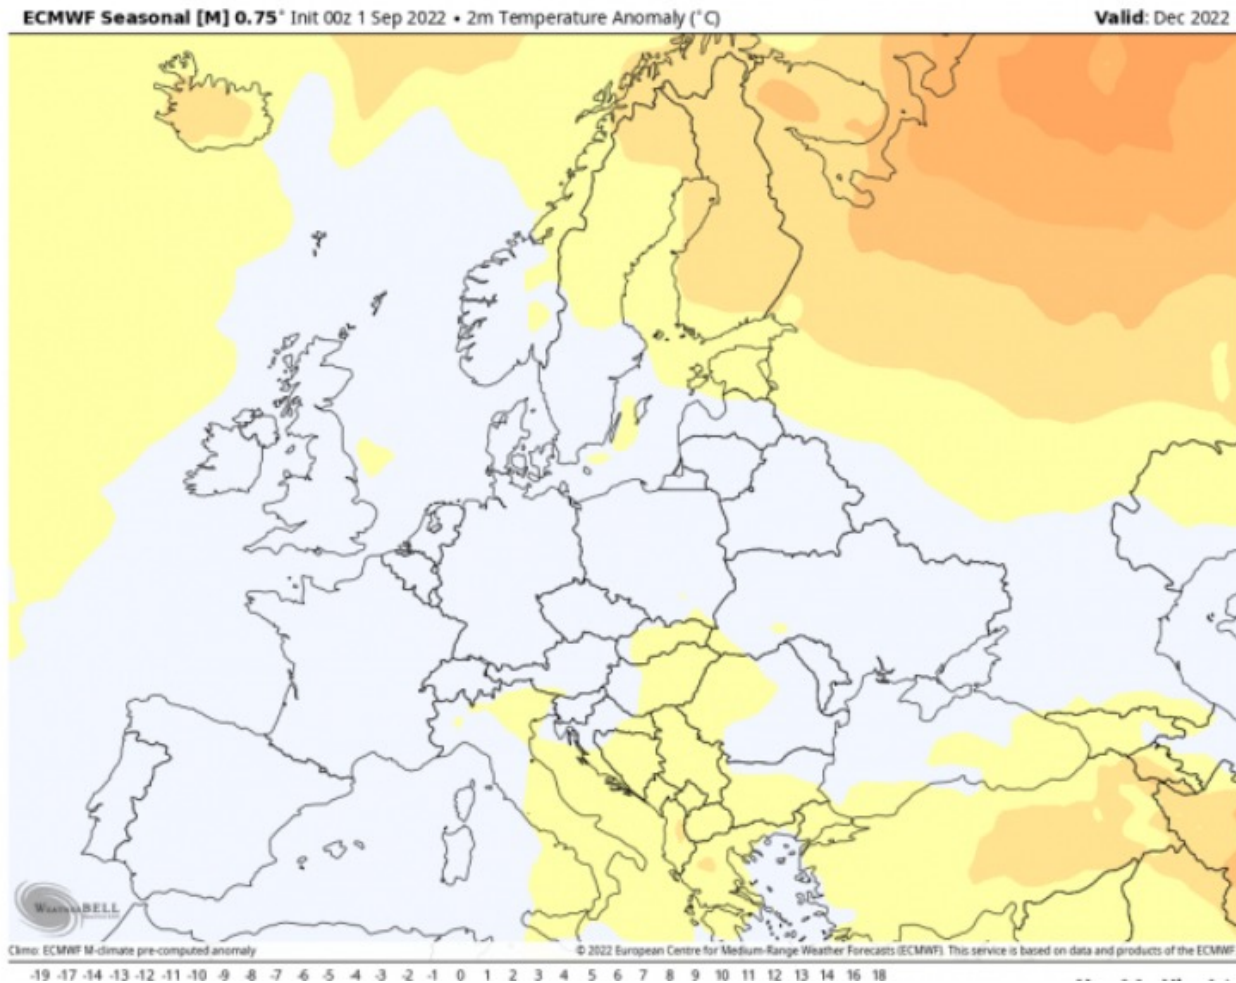 ECMWF Seasonal [M] 0.75° Init 00z 1 Sep 2022 • 2m Temperature Anomaly (°C) Valid: Dec 2022
WEATHERBELL
Climo: ECMWF M-climate pre-computed anomaly © 2022 European Centre for Medium-Range Weather Forecasts (ECMWF). This service is based on data and products of the ECMWF
-19 -17 -14 -13 -12 -11 -10 -9 -8 -7 -6 -5 -4 -3 -2 -1 0 1 2 3 4 5 6 7 8 9 10 11 12 13 14 16 18